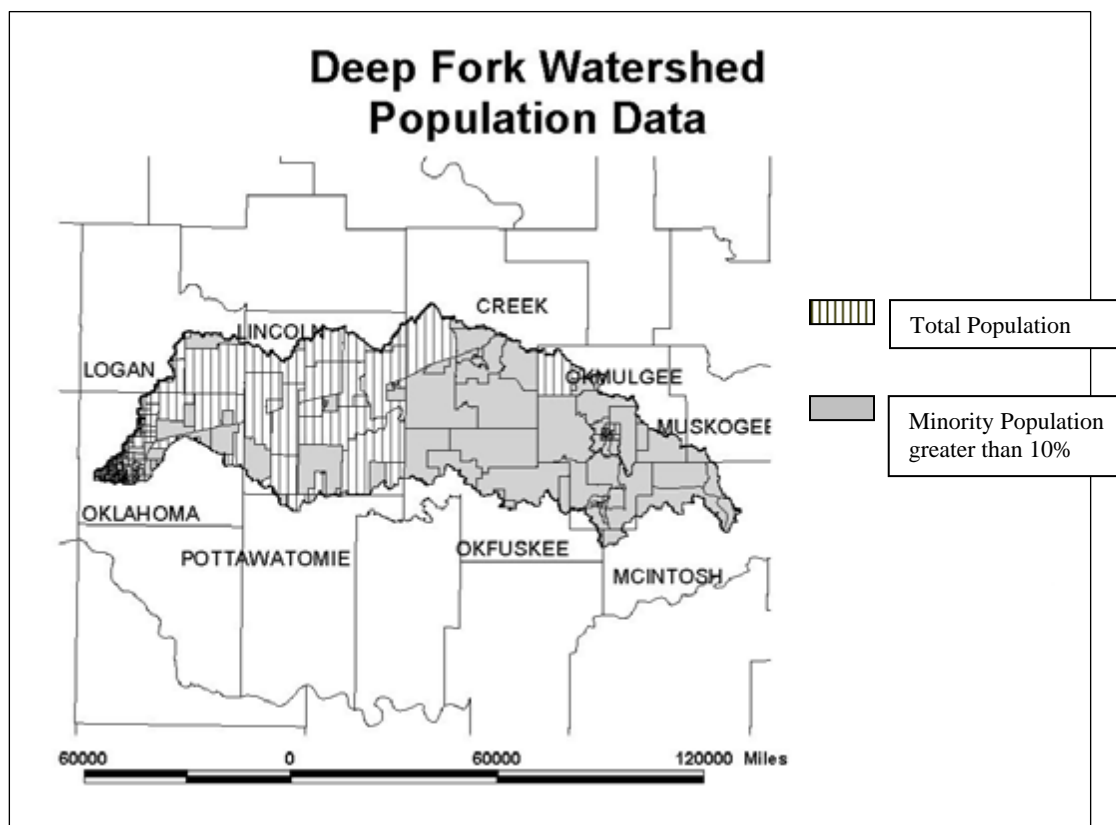 Deep Fork Watershed
Population Data
CREEK
LINCOLN
LOGAN
OKMULGEE
MUSKOGEE
OKLAHOMA
POTTAWATOMIE
OKFUSKEE
MCINTOSH
Total Population
Minority Population
greater than 10%
60000 0 60000 120000 Miles